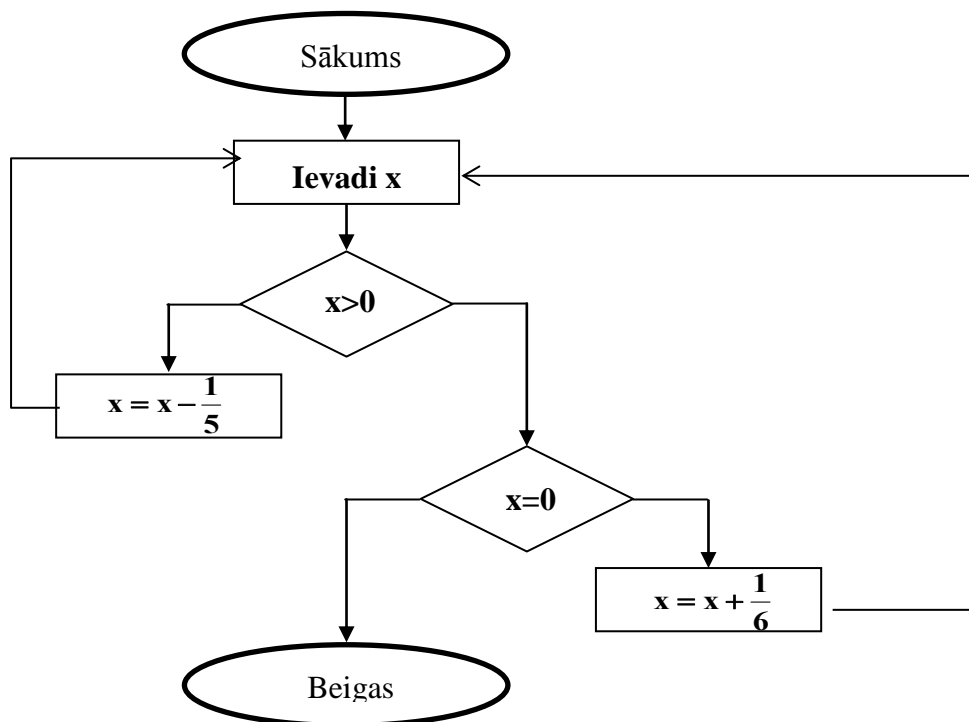 Sākums
Ievadi x
x>0
x = x − 1/5
x=0
x = x + 1/6
Beigas